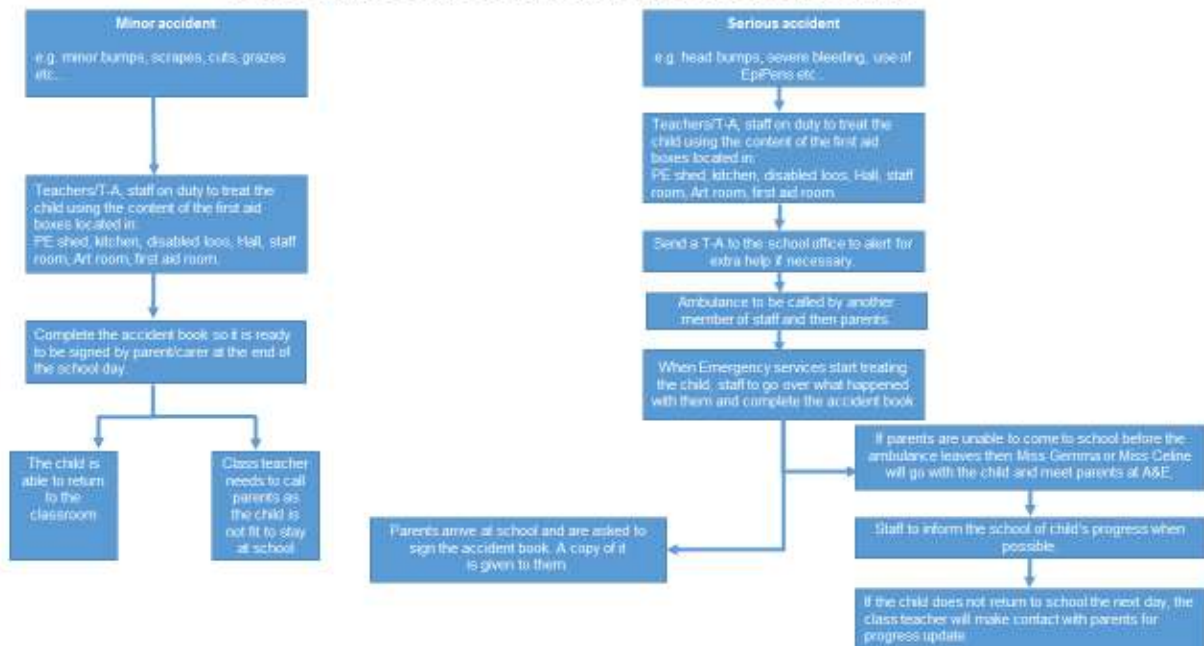 Minor accident
e.g. minor bumps, scrapes, cuts, grazes
etc...
Teachers/T-A, staff on duty to treat the
child using the content of the first aid
boxes located in:
PE shed, kitchen, disabled loos, Hall, staff
room, Art room, first aid room.
Complete the accident book so it is ready
to be signed by parent/carer at the end of
the school day.
The child is
able to return
to the
classroom
Class teacher
needs to call
parents as
the child is
not fit to stay
at school
Serious accident
e.g. head bumps, severe bleeding, use of
EpiPens etc...
Teachers/T-A, staff on duty to treat the
child using the content of the first aid
boxes located in:
PE shed, kitchen, disabled loos, Hall, staff
room, Art room, first aid room.
Send a T-A to the school office to alert for
extra help if necessary.
Ambulance to be called by another
member of staff and then parents
When Emergency services start treating
the child, staff to go over what happened
with them and complete the accident book
If parents are unable to come to school before the
ambulance leaves then Miss Gemma or Miss Celine
will go with the child and meet parents at A&E.
Parents arrive at school and are asked to
sign the accident book. A copy of it
is given to them
Staff to inform the school of child's progress when
possible
If the child does not return to school the next day, the
class teacher will make contact with parents for
progress update